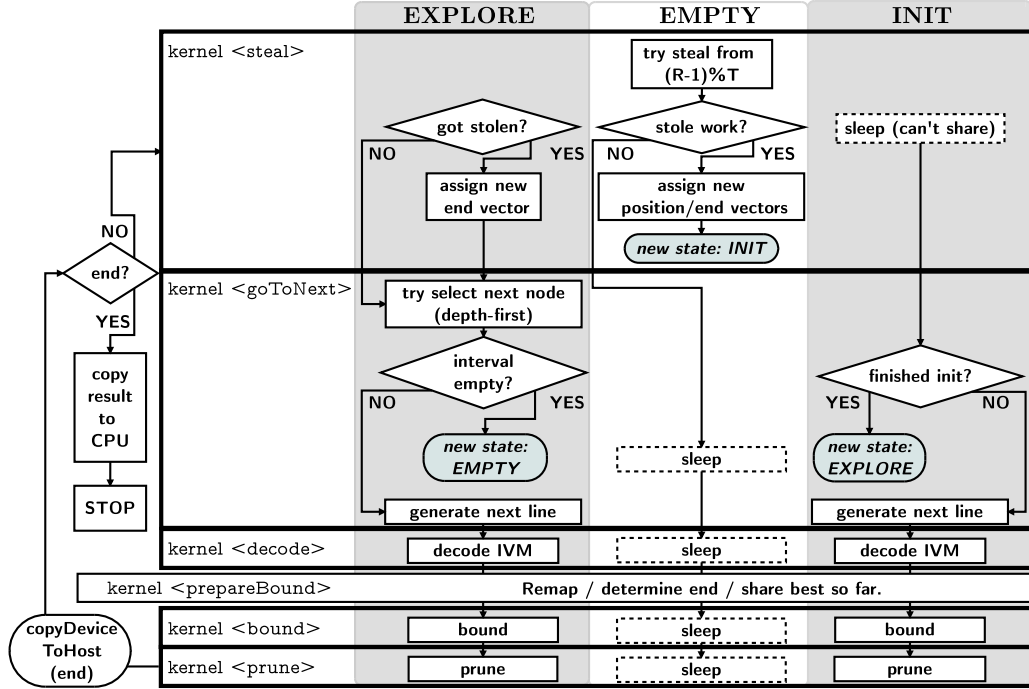 EXPLORE EMPTY INIT
kernel <steal>
try steal from
(R-1)%T
got stolen?
stole work?
sleep (can't share)
NO YES NO YES
assign new
end vector
assign new
position/end vectors
new state: INIT
NO
end?
YES
copy
result
to
CPU
STOP
kernel <goToNext>
try select next node
(depth-first)
interval
empty?
finished init?
NO YES YES NO
new state:
EMPTY
sleep
new state:
EXPLORE
generate next line generate next line
kernel <decode> decode IVM sleep decode IVM
kernel <prepareBound> Remap / determine end / share best so far.
copyDevice
ToHost
(end)
kernel <bound> bound sleep bound
kernel <prune> prune sleep prune